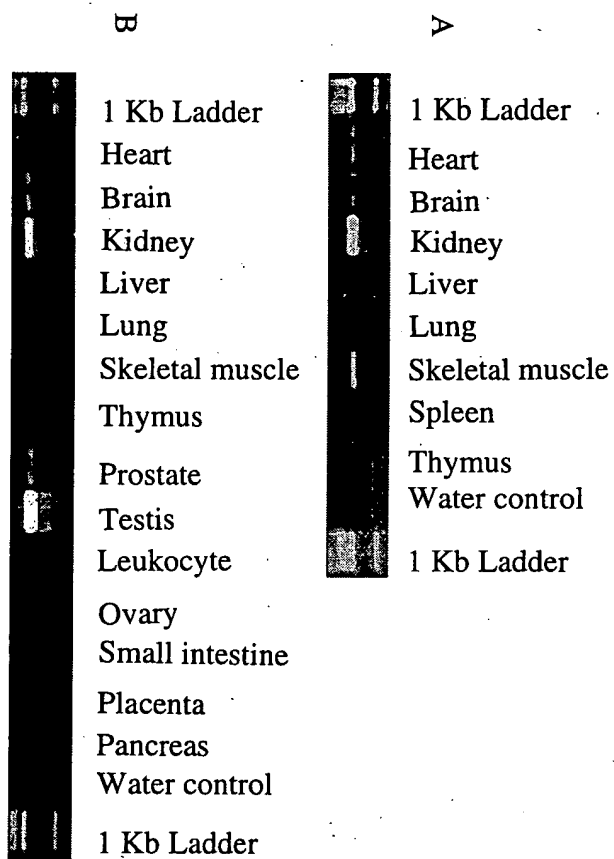 B
1 Kb Ladder
Heart
Brain
Kidney
Liver
Lung
Skeletal muscle
Thymus
Prostate
Testis
Leukocyte
Ovary
Small intestine
Placenta
Pancreas
Water control
1 Kb Ladder
A
1 Kb Ladder
Heart
Brain
Kidney
Liver
Lung
Skeletal muscle
Spleen
Thymus
Water control
1 Kb Ladder